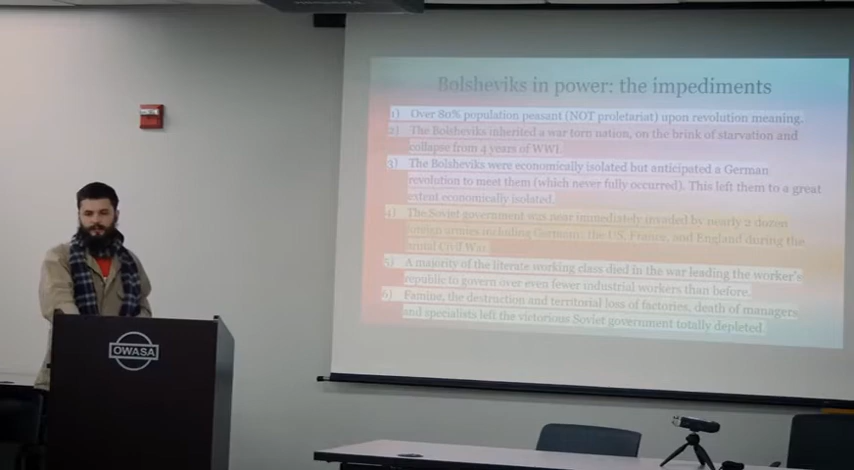 Bolsheviks in power: the impediments
1) Over 80% population peasant (NOT proletariat) upon revolution meaning.
2) The Bolsheviks inherited a war torn nation, on the brink of starvation and
collapse from 4 years of WWI.
3) The Bolsheviks were economically isolated but anticipated a German
revolution to meet them (which never fully occurred). This left them to a great
extent economically isolated.
4) The Soviet government was near immediately invaded by nearly 2 dozen
foreign armies including Germany, the US, France, and England during the
brutal Civil War.
5) A majority of the literate working class died in the war leading the worker's
republic to govern over even fewer industrial workers than before.
6) Famine, the destruction and territorial loss of factories, death of managers
and specialists left the victorious Soviet government totally depleted.
OWASA